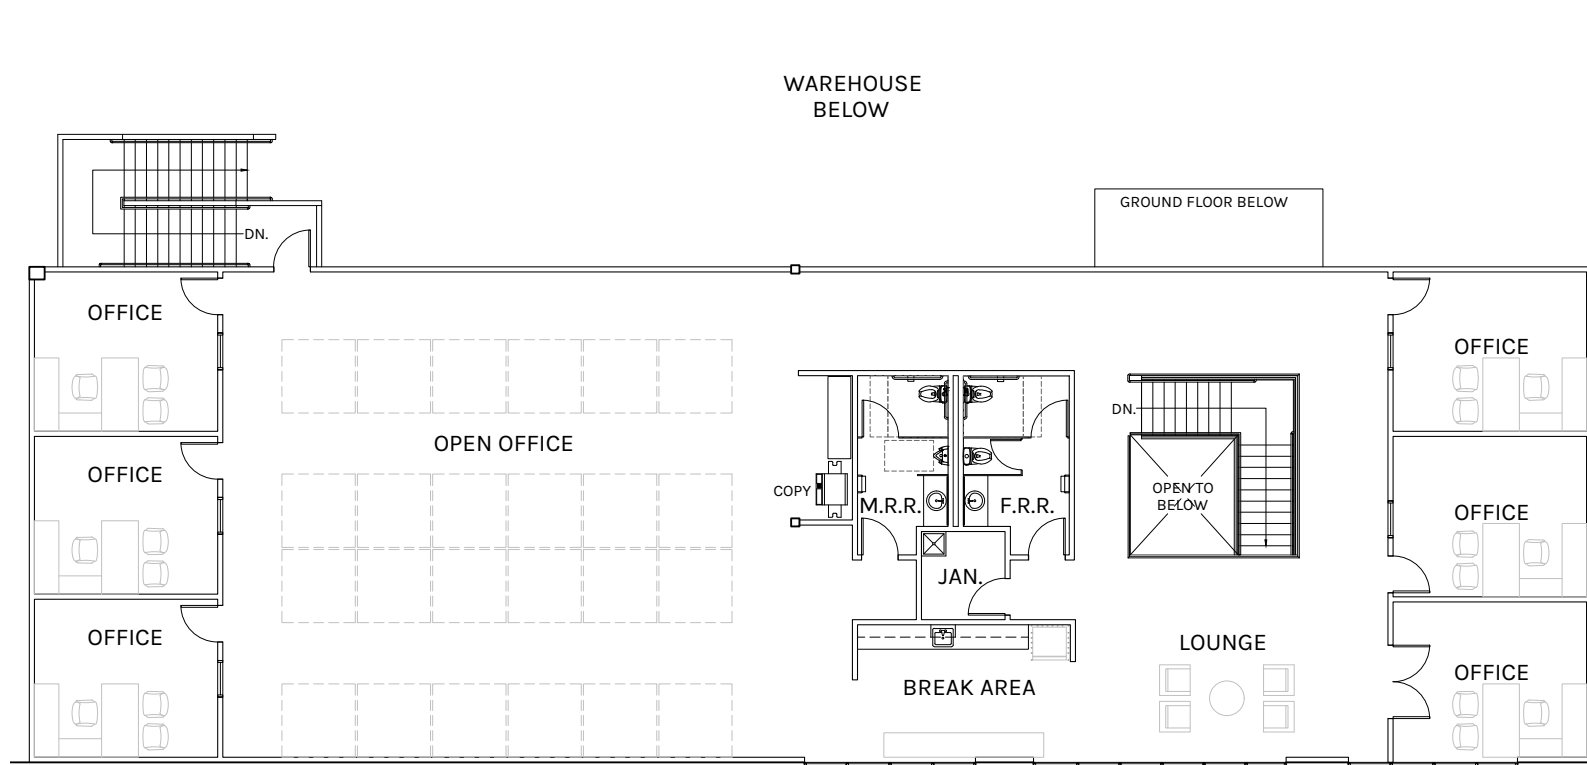 WAREHOUSE
BELOW
GROUND FLOOR BELOW
DN.
OFFICE
OFFICE
DN.
OPEN OFFICE
OFFICE
COPY
OPEN TO
BELOW
M.R.R.
F.R.R.
OFFICE
JAN.
OFFICE
LOUNGE
OFFICE
BREAK AREA
OFFICE